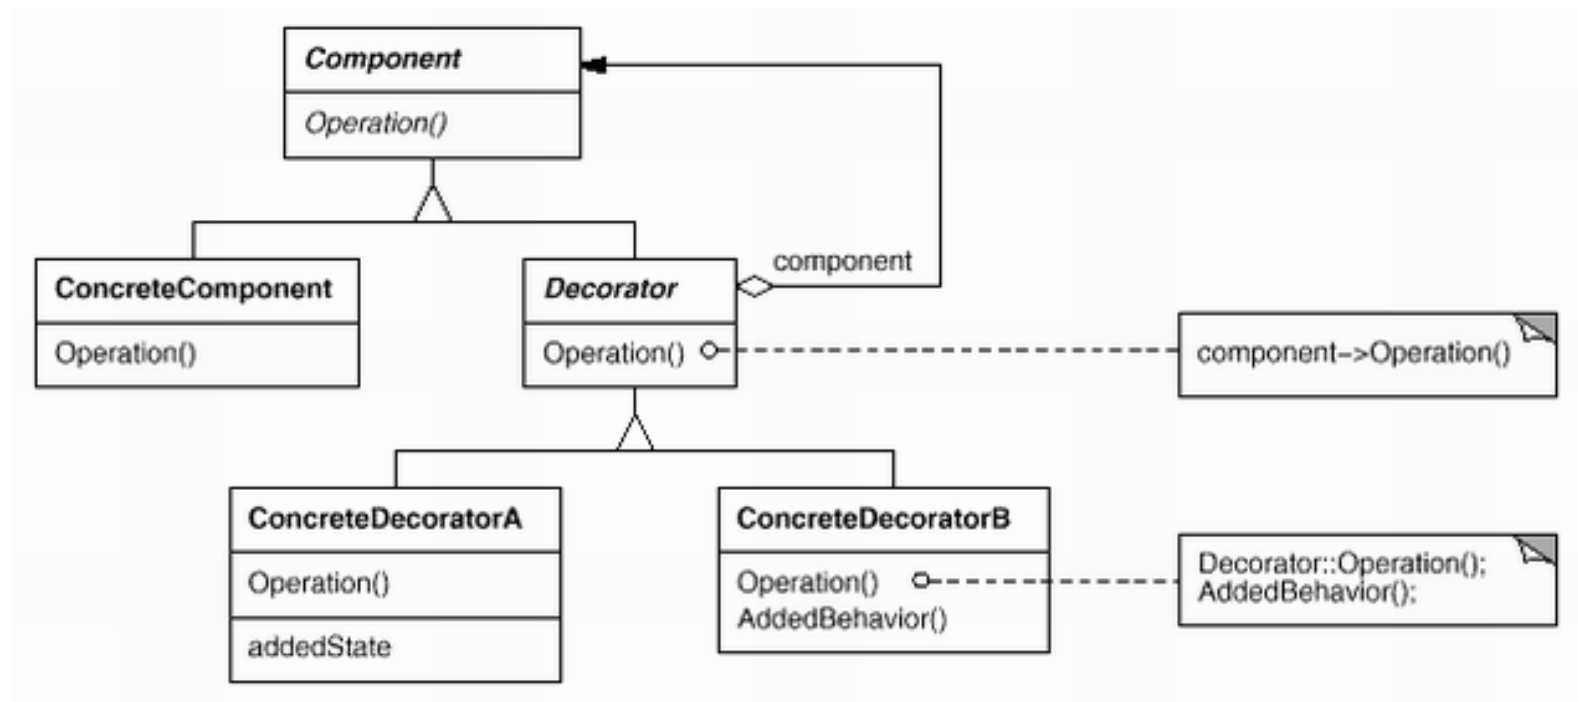 Component
Operation()
component
ConcreteComponent
Operation()
Decorator
Operation()
component–>Operation()
ConcreteDecoratorA
Operation()
addedState
ConcreteDecoratorB
Operation()
AddedBehavior()
Decorator::Operation();
AddedBehavior();